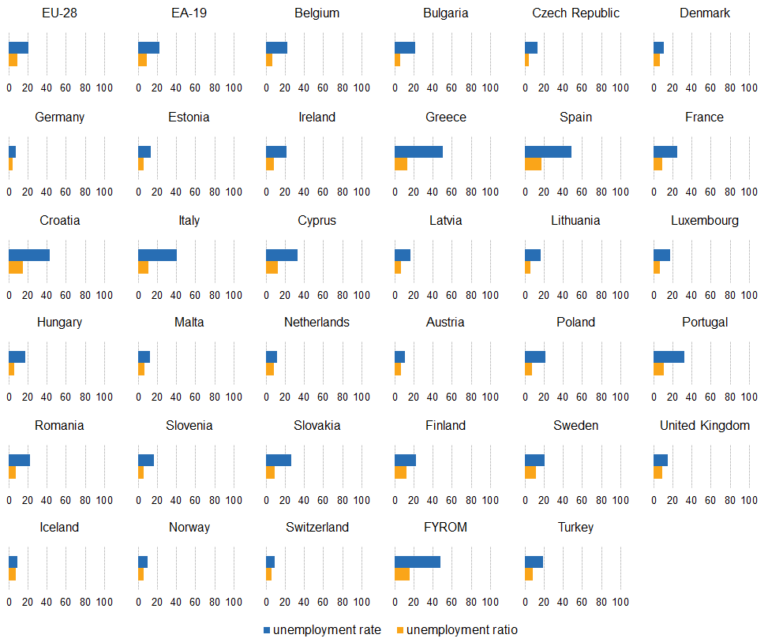 EU-28 EA-19 Belgium Bulgaria Czech Republic Denmark
0 20 40 60 80 100 0 20 40 60 80 100 0 20 40 60 80 100 0 20 40 60 80 100 0 20 40 60 80 100 0 20 40 60 80 100
Germany Estonia Ireland Greece Spain France
0 20 40 60 80 100 0 20 40 60 80 100 0 20 40 60 80 100 0 20 40 60 80 100 0 20 40 60 80 100 0 20 40 60 80 100
Croatia Italy Cyprus Latvia Lithuania Luxembourg
0 20 40 60 80 100 0 20 40 60 80 100 0 20 40 60 80 100 0 20 40 60 80 100 0 20 40 60 80 100 0 20 40 60 80 100
Hungary Malta Netherlands Austria Poland Portugal
0 20 40 60 80 100 0 20 40 60 80 100 0 20 40 60 80 100 0 20 40 60 80 100 0 20 40 60 80 100 0 20 40 60 80 100
Romania Slovenia Slovakia Finland Sweden United Kingdom
0 20 40 60 80 100 0 20 40 60 80 100 0 20 40 60 80 100 0 20 40 60 80 100 0 20 40 60 80 100 0 20 40 60 80 100
Iceland Norway Switzerland FYROM Turkey
0 20 40 60 80 100 0 20 40 60 80 100 0 20 40 60 80 100 0 20 40 60 80 100 0 20 40 60 80 100
unemployment rate unemployment ratio